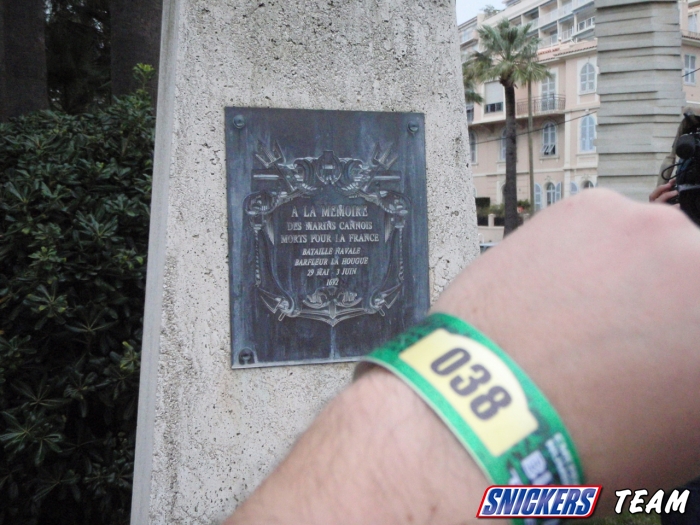 A LA MEMOIRE
DES MARINS CANNOIS
MORTS POUR LA FRANCE
BATAILLE NAVALE
BARFLEUR LA HOUGUE
29 MAI - 3 JUIN
1692
038
SNICKERS TEAM